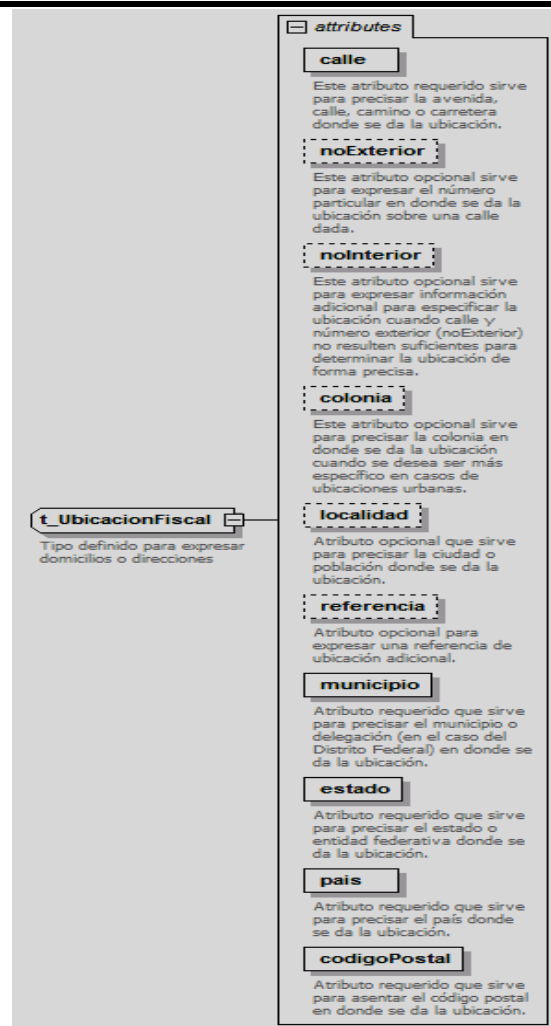 attributes
calle
Este atributo requerido sirve
para precisar la avenida,
calle, camino o carretera
donde se da la ubicación.
noExterior
Este atributo opcional sirve
para expresar el número
particular en donde se da la
ubicación sobre una calle
dada.
noInterior
Este atributo opcional sirve
para expresar información
adicional para especificar la
ubicación cuando calle y
número exterior (noExterior)
no resulten suficientes para
determinar la ubicación de
forma precisa.
colonia
Este atributo opcional sirve
para precisar la colonia en
donde se da la ubicación
cuando se desea ser más
específico en casos de
ubicaciones urbanas.
t_UbicacionFiscal
Tipo definido para expresar
domicilios o direcciones
localidad
Atributo opcional que sirve
para precisar la ciudad o
población donde se da la
ubicación.
referencia
Atributo opcional para
expresar una referencia de
ubicación adicional.
municipio
Atributo requerido que sirve
para precisar el municipio o
delegación (en el caso del
Distrito Federal) en donde se
da la ubicación.
estado
Atributo requerido que sirve
para precisar el estado o
entidad federativa donde se
da la ubicación.
pais
Atributo requerido que sirve
para precisar el país donde
se da la ubicación.
codigoPostal
Atributo requerido que sirve
para asentar el código postal
en donde se da la ubicación.